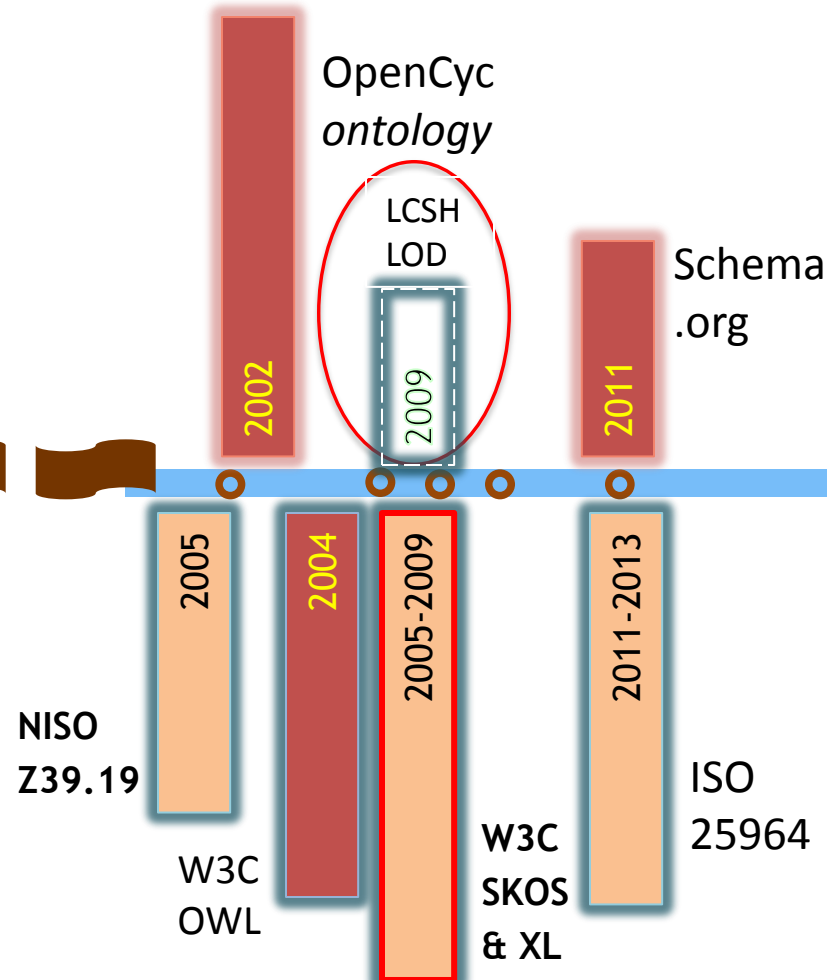 OpenCyc
ontology
LCSH
LOD
Schema
.org
2002
2009
2011
2005
2004
2005-2009
2011-2013
NISO
Z39.19
W3C
OWL
W3C
SKOS
& XL
ISO
25964